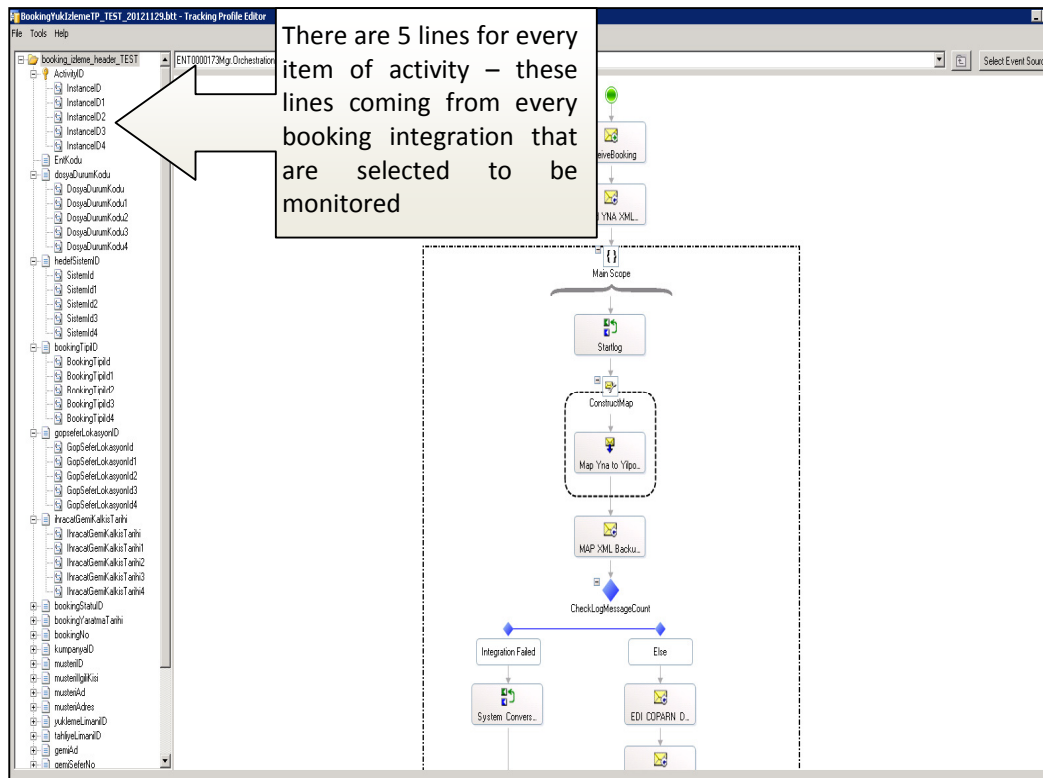 BookingYukIzlemeTP_TEST_20121129.btt - Tracking Profile Editor
File Tools Help
There are 5 lines for every
item of activity – these
lines coming from every
booking integration that
are selected to be
monitored
ENT0000173Mgr.Orchestration
Select Event Sourc
booking_izleme_header_TEST
ActivityID
InstanceID
InstanceID1
InstanceID2
InstanceID3
InstanceID4
EntKodu
dosyaDurumKodu
DosyaDurumKodu
DosyaDurumKodu1
DosyaDurumKodu2
DosyaDurumKodu3
DosyaDurumKodu4
hedefSistemID
SistemId
SistemId1
SistemId2
SistemId3
SistemId4
bookingTipiID
BookingTipiId
BookingTipiId1
BookingTipiId2
BookingTipiId3
BookingTipiId4
gopseferLokasyonID
GopSeferLokasyonId
GopSeferLokasyonId1
GopSeferLokasyonId2
GopSeferLokasyonId3
GopSeferLokasyonId4
ihracatGemiKalkisTarihi
IhracatGemiKalkisTarihi
IhracatGemiKalkisTarihi1
IhracatGemiKalkisTarihi2
IhracatGemiKalkisTarihi3
IhracatGemiKalkisTarihi4
bookingStatuID
bookingYaratmaTarihi
bookingNo
kumpanyaID
musteriID
musteriIlgiliKisi
musteriAd
musteriAdres
yuklemeLimaniID
tahliyeLimaniID
gemiAd
gemiSeferNo
eiveBooking
YNA XML...
{ }
Main Scope
Startlog
ConstructMap
Map Yna to Yilpo...
MAP XML Backu...
CheckLogMessageCount
Integration Failed
Else
System Convers...
EDI COPARN D...